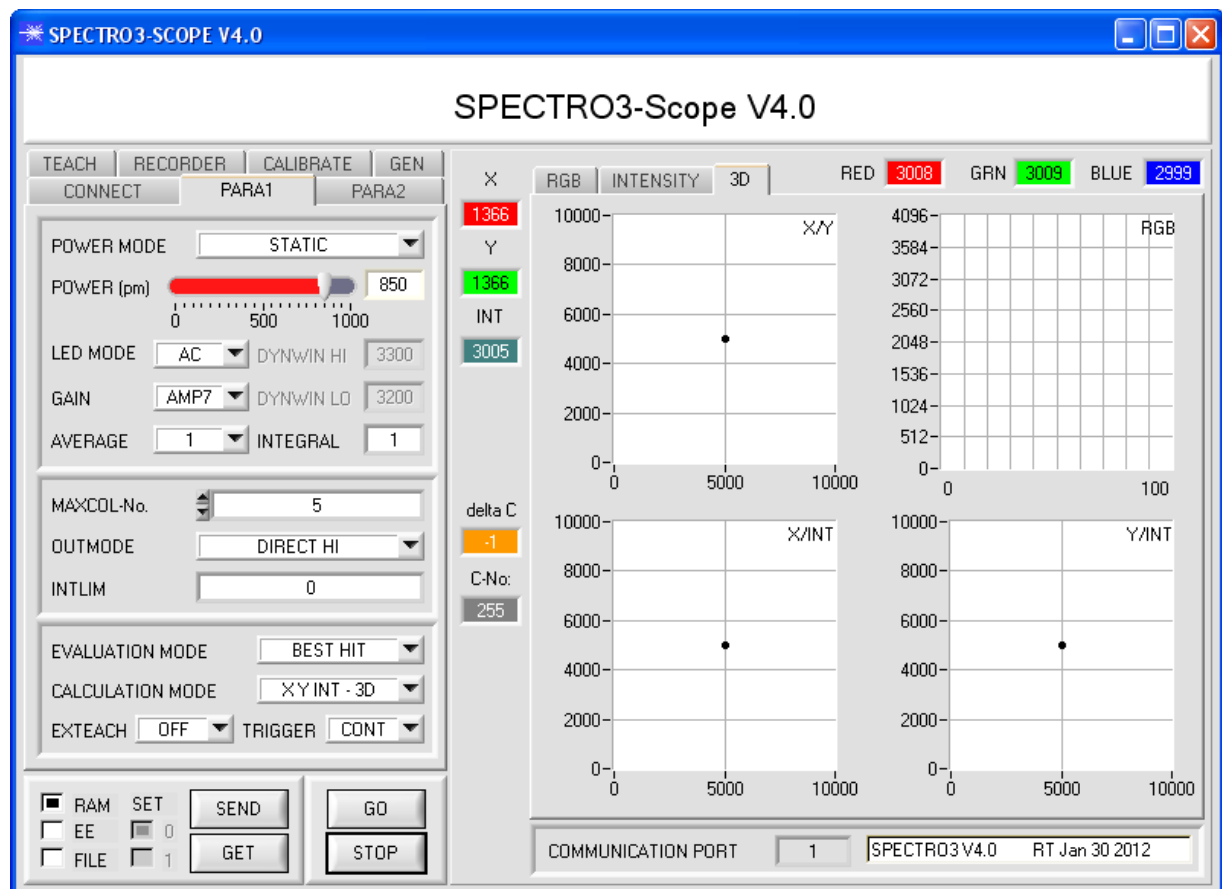 SPECTRO3-SCOPE V4.0
SPECTRO3-Scope V4.0
TEACH RECORDER CALIBRATE GEN
CONNECT PARA1 PARA2
POWER MODE STATIC
POWER (pm) 850
0 500 1000
LED MODE AC DYNWIN HI 3300
GAIN AMP7 DYNWIN LO 3200
AVERAGE 1 INTEGRAL 1
MAXCOL-No. 5
OUTMODE DIRECT HI
INTLIM 0
EVALUATION MODE BEST HIT
CALCULATION MODE X Y INT - 3D
EXTEACH OFF TRIGGER CONT
RAM SET SEND GO
EE 0
FILE 1 GET STOP
X
1366
Y
1366
INT
3005
delta C
-1
C-No:
255
RGB INTENSITY 3D RED 3008 GRN 3009 BLUE 2999
X/Y
10000
8000
6000
4000
2000
0
0 5000 10000
RGB
4096
3584
3072
2560
2048
1536
1024
512
0
0 100
X/INT
10000
8000
6000
4000
2000
0
0 5000 10000
Y/INT
10000
8000
6000
4000
2000
0
0 5000 10000
COMMUNICATION PORT 1 SPECTRO3 V4.0 RT Jan 30 2012